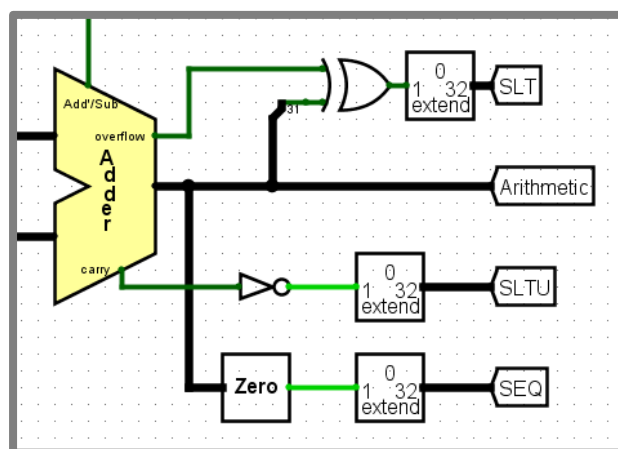 Add'/Sub
overflow
Adder
carry
31
0
1 32
extend
SLT
Arithmetic
0
1 32
extend
SLTU
Zero
0
1 32
extend
SEQ